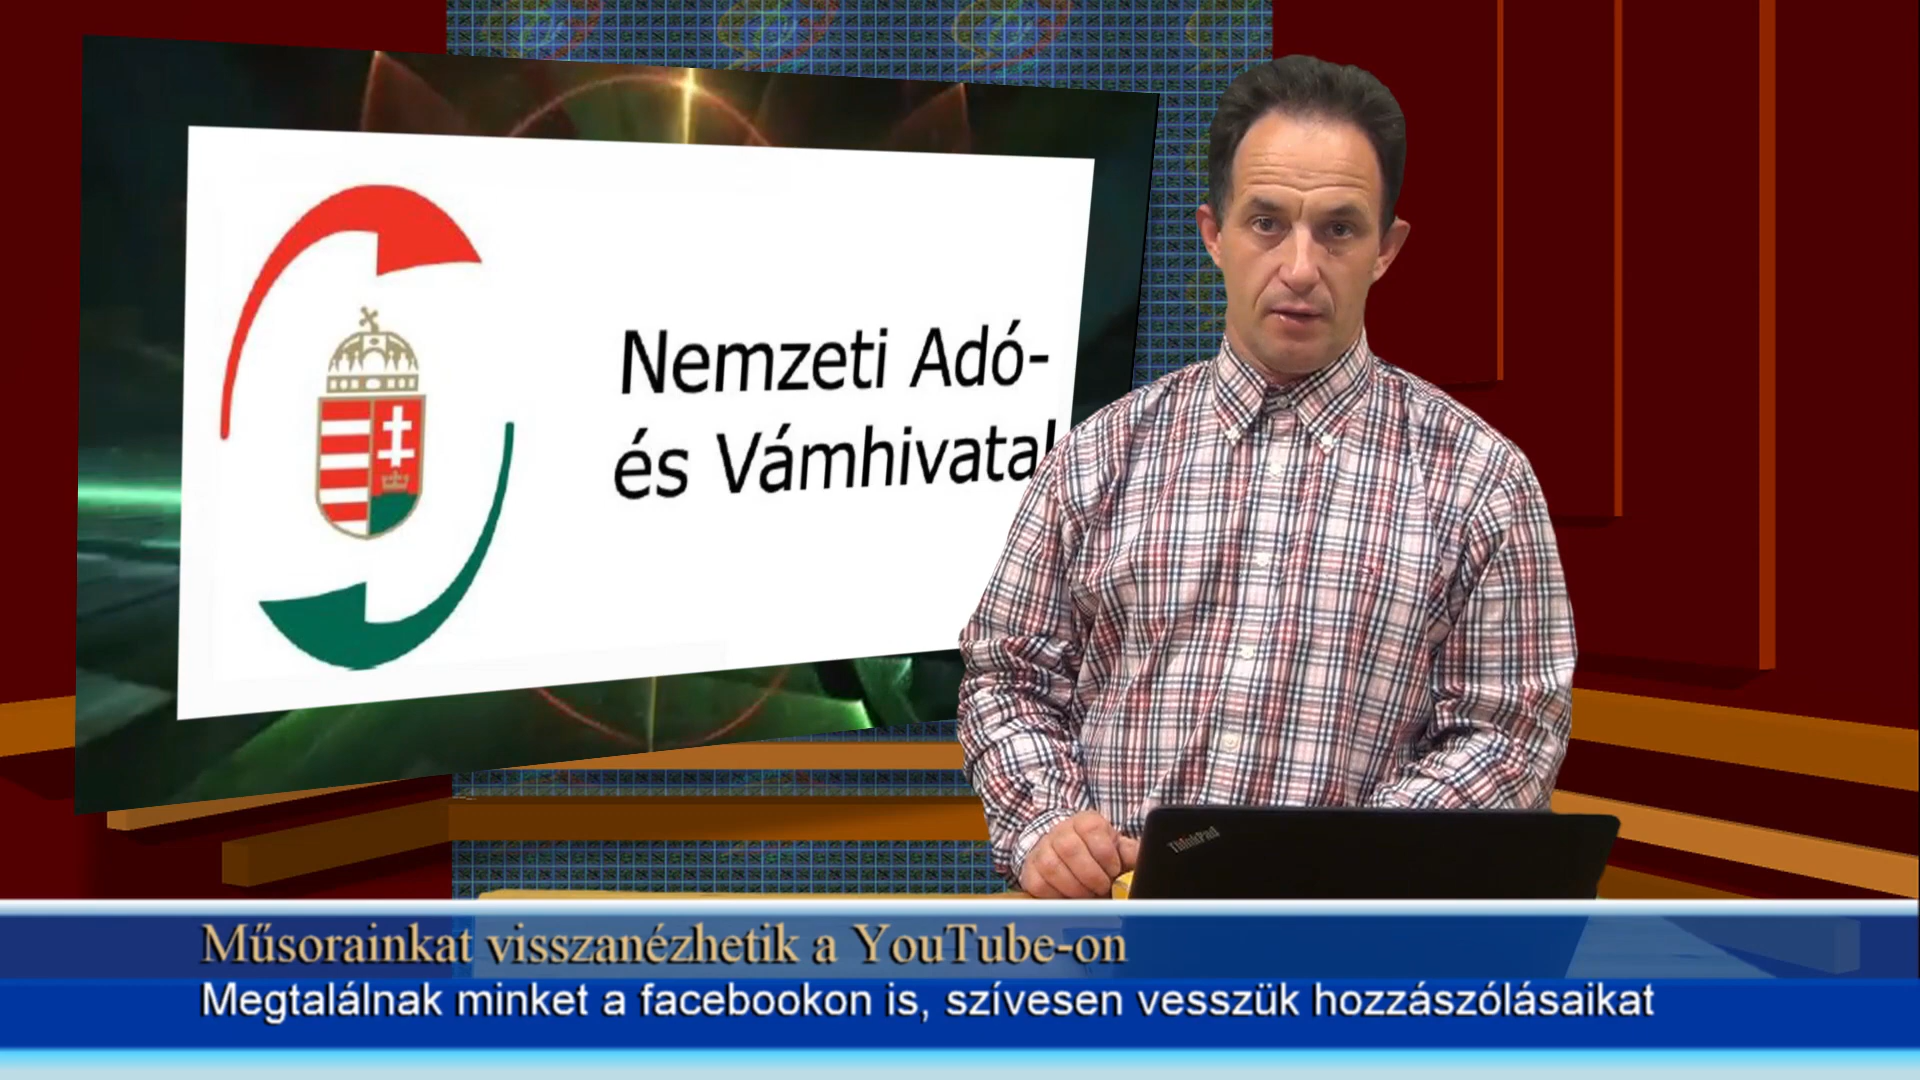 Nemzeti Adó-
és Vámhivatal
ThinkPad
Műsorainkat visszanézhetik a YouTube-on
Megtalálnak minket a facebookon is, szívesen vesszük hozzászólásaikat